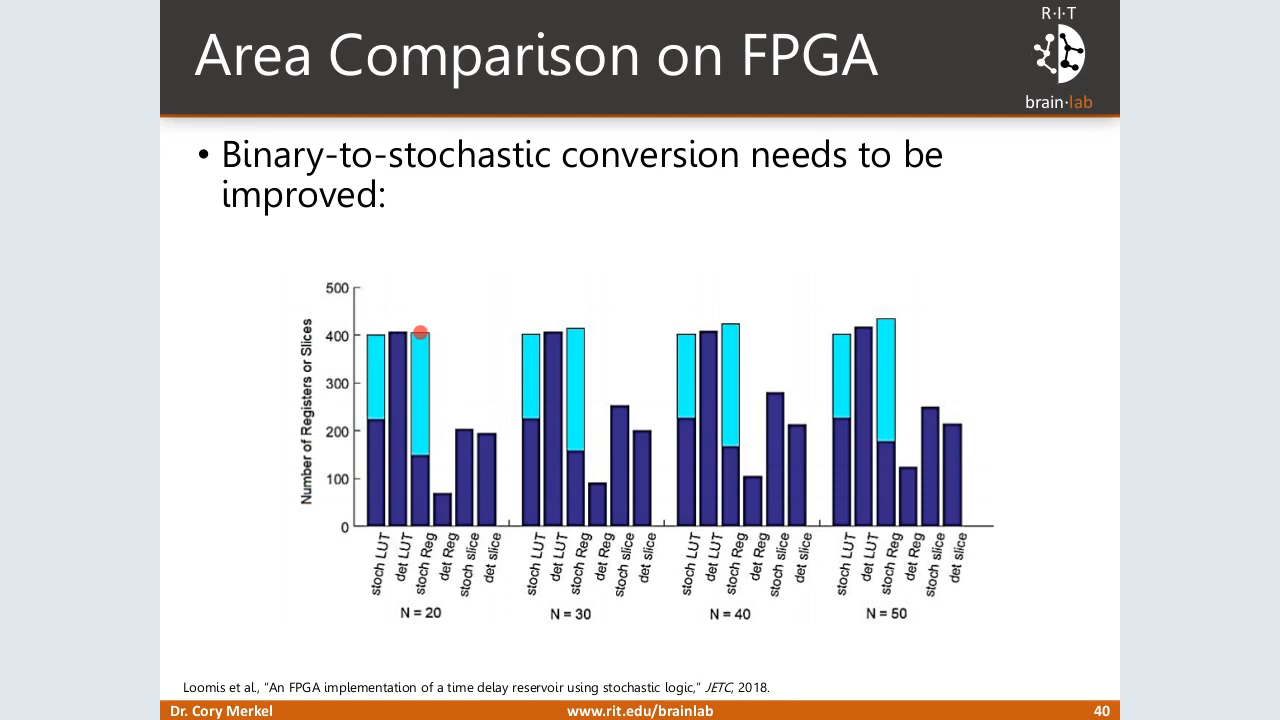 Area Comparison on FPGA
R·I·T
brain·lab
• Binary-to-stochastic conversion needs to be
improved:
Number of Registers or Slices
500
400
300
200
100
0
stoch LUT
det LUT
stoch Reg
det Reg
stoch slice
det slice
stoch LUT
det LUT
stoch Reg
det Reg
stoch slice
det slice
stoch LUT
det LUT
stoch Reg
det Reg
stoch slice
det slice
stoch LUT
det LUT
stoch Reg
det Reg
stoch slice
det slice
N = 20
N = 30
N = 40
N = 50
Loomis et al., “An FPGA implementation of a time delay reservoir using stochastic logic,” JETC, 2018.
Dr. Cory Merkel
www.rit.edu/brainlab
40